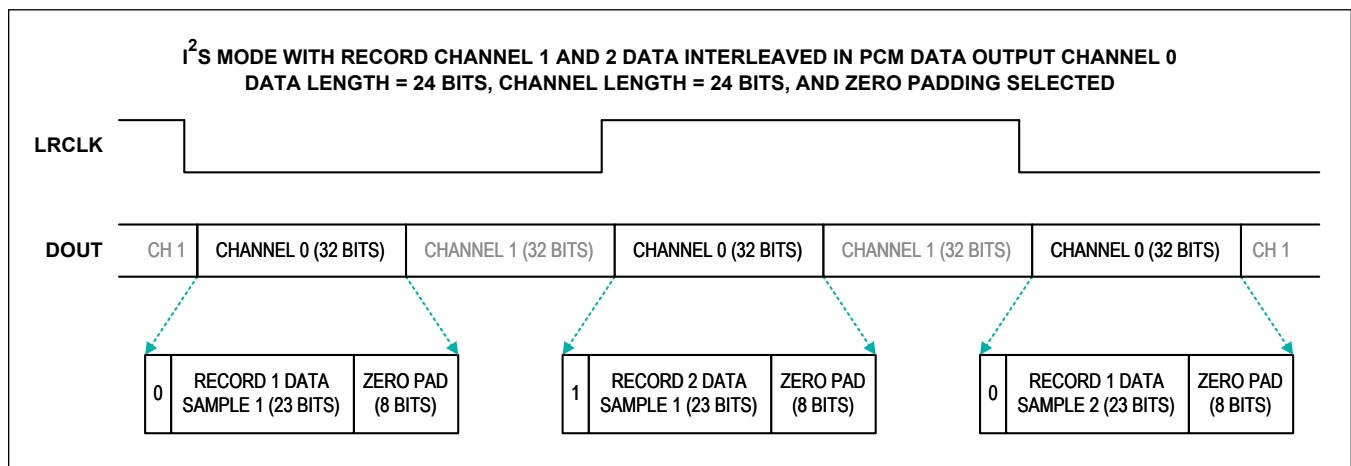 I²S MODE WITH RECORD CHANNEL 1 AND 2 DATA INTERLEAVED IN PCM DATA OUTPUT CHANNEL 0
DATA LENGTH = 24 BITS, CHANNEL LENGTH = 24 BITS, AND ZERO PADDING SELECTED
LRCLK
DOUT
CH 1
CHANNEL 0 (32 BITS)
CHANNEL 1 (32 BITS)
CHANNEL 0 (32 BITS)
CHANNEL 1 (32 BITS)
CHANNEL 0 (32 BITS)
CH 1
0
RECORD 1 DATA
SAMPLE 1 (23 BITS)
ZERO PAD
(8 BITS)
1
RECORD 2 DATA
SAMPLE 1 (23 BITS)
ZERO PAD
(8 BITS)
0
RECORD 1 DATA
SAMPLE 2 (23 BITS)
ZERO PAD
(8 BITS)